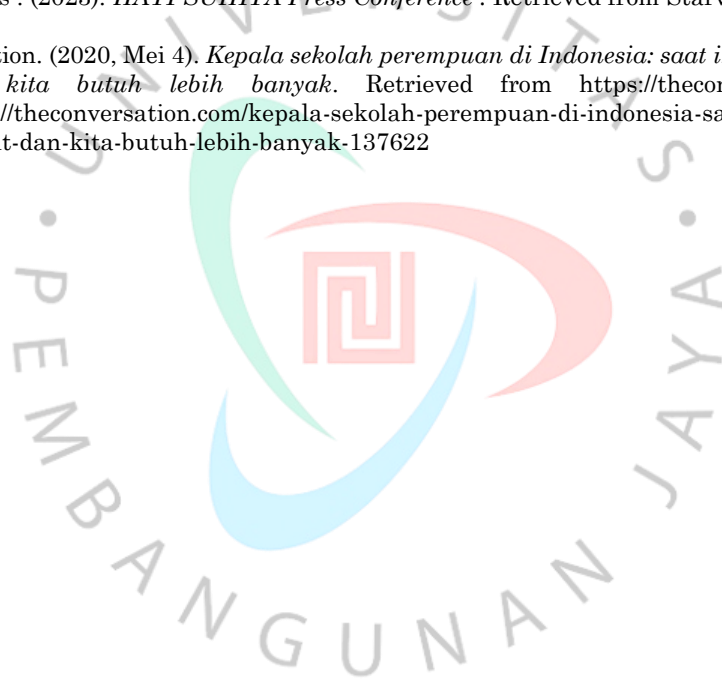 s . (2023). HATI SUHITA Press Conference . Retrieved from
tion. (2020, Mei 4). Kepala sekolah perempuan di Indonesia: saat i
kita butuh lebih banyak. Retrieved from https://thecon
//theconversation.com/kepala-sekolah-perempuan-di-indonesia-sa
t-dan-kita-butuh-lebih-banyak-137622
UNIVERSITAS
PEMBANGUNAN JAYA